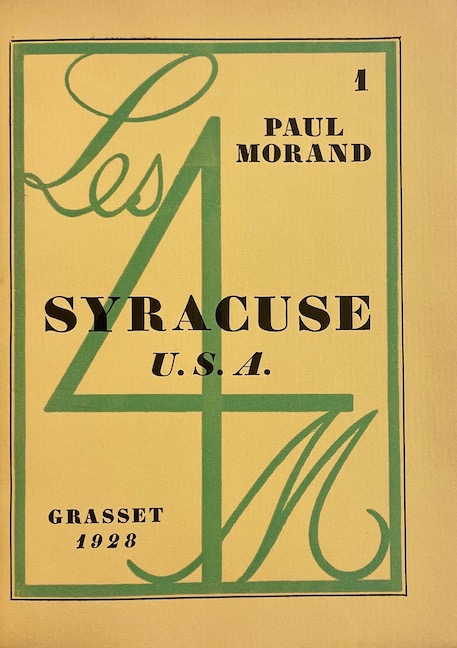 Les
4
M
1
PAUL
MORAND
SYRACUSE
U. S. A.
GRASSET
1928